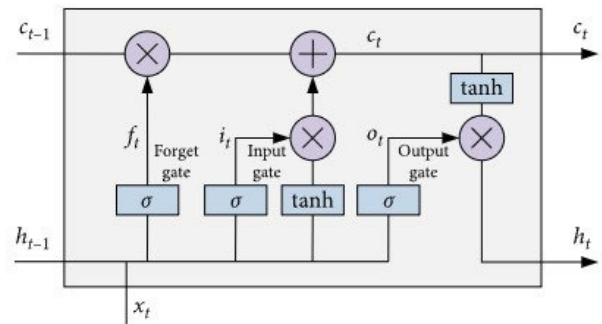 c_{t-1}
c_t
c_t
tanh
f_t
Forget
gate
i_t
Input
gate
o_t
Output
gate
σ
σ
tanh
σ
h_{t-1}
h_t
x_t